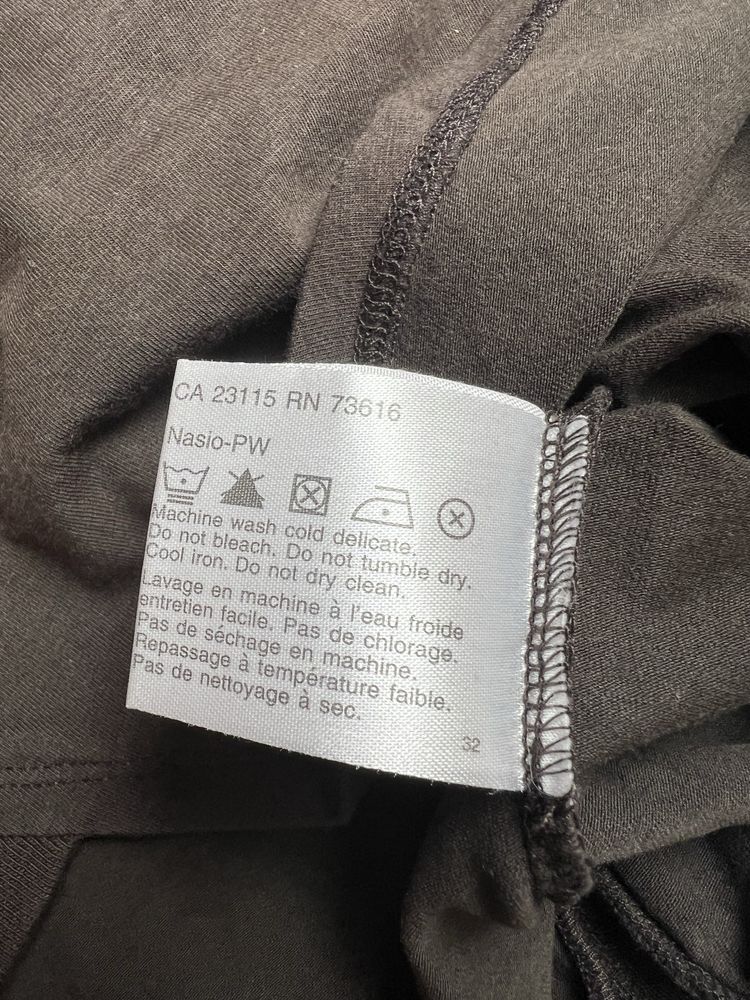 CA 23115 RN 73616
Nasio-PW
Machine wash cold delicate.
Do not bleach. Do not tumble dry.
Cool iron. Do not dry clean.
Lavage en machine à l'eau froide
entretien facile. Pas de chlorage.
Pas de séchage en machine.
Repassage à température faible.
Pas de nettoyage à sec.
32